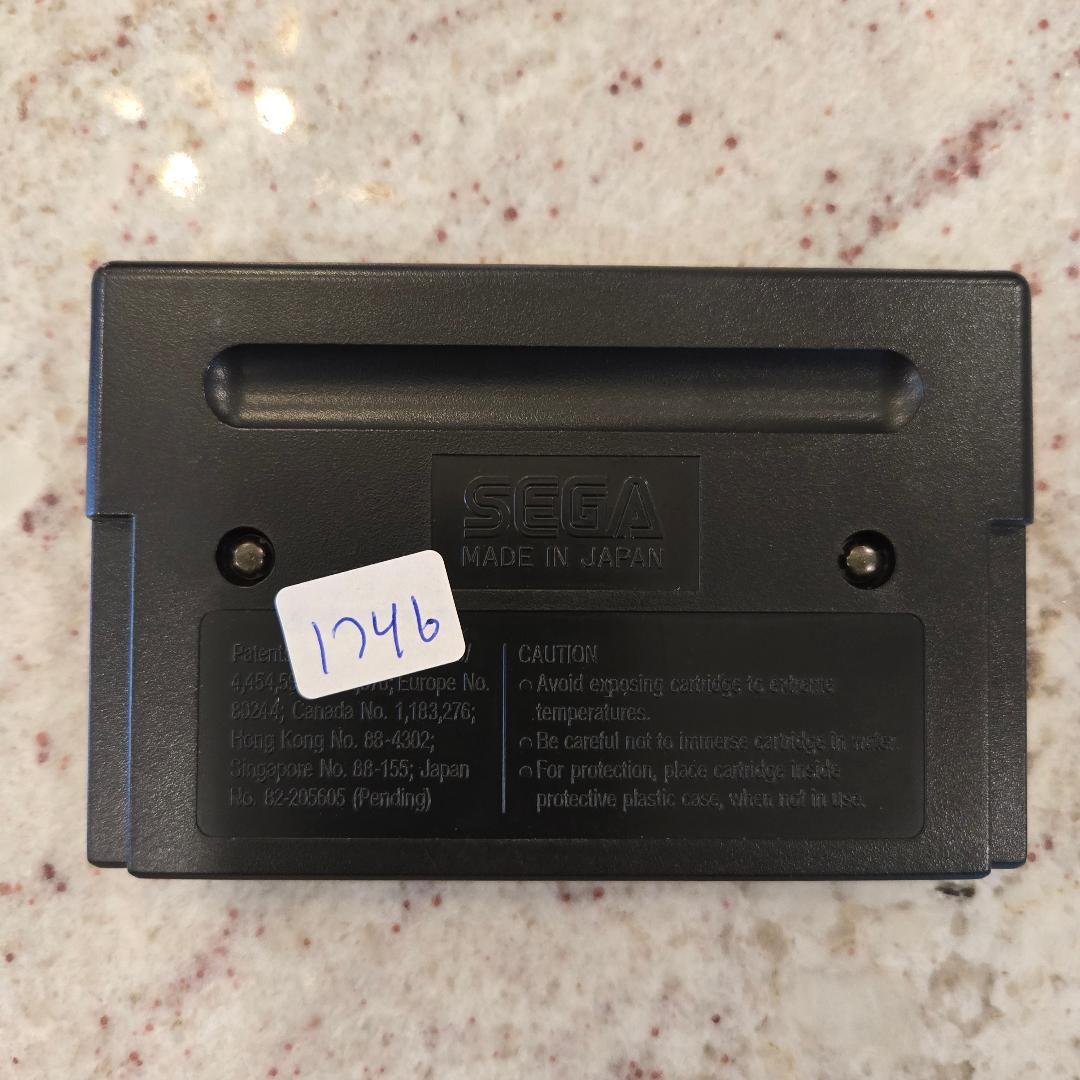 SEGA
MADE IN JAPAN
1746
Patents
4,454,5 Europe No.
80244; Canada No. 1,183,276;
Hong Kong No. 88-4302;
Singapore No. 88-155; Japan
No. 82-205605 (Pending)
CAUTION
Avoid exposing cartridge to extreme
temperatures.
Be careful not to immerse cartridge in water.
For protection, place cartridge inside
protective plastic case, when not in use.